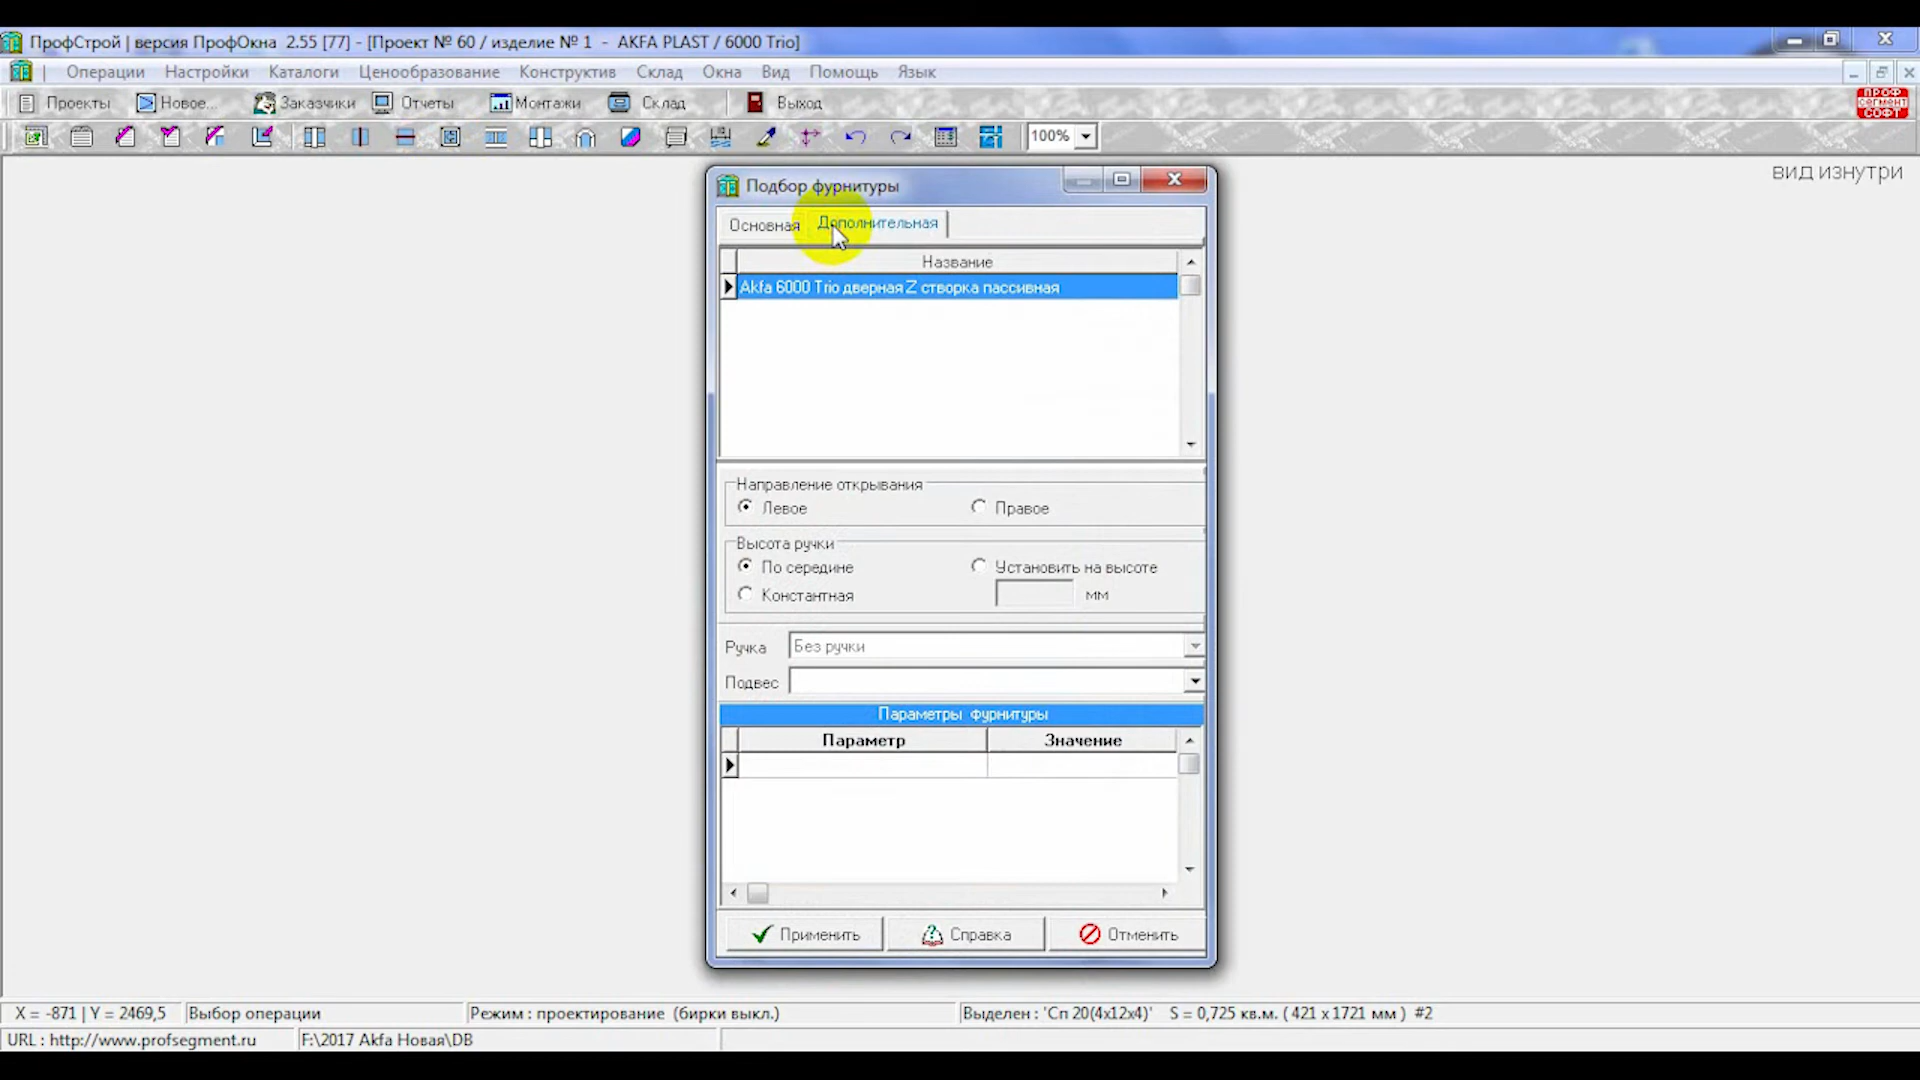 ПрофСтрой | версия ПрофОкна 2.55 [77] - [Проект № 60 / изделие № 1 - AKFA PLAST / 6000 Trio]
Операции Настройки Каталоги Ценообразование Конструктив Склад Окна Вид Помощь Язык
Проекты Новое... Заказчики Отчеты Монтажи Склад Выход
ПРОФ
сегмент
СОФТ
100%
вид изнутри
Подбор фурнитуры
Основная Дополнительная
Название
Akfa 6000 Trio дверная Z створка пассивная
Направление открывания
Левое Правое
Высота ручки
По середине Установить на высоте
Константная мм
Ручка Без ручки
Подвес
Параметры фурнитуры
Параметр Значение
Применить Справка Отменить
X = -871 | Y = 2469,5 Выбор операции Режим : проектирование (бирки выкл.) Выделен : 'Сп 20(4x12x4)' S = 0,725 кв.м. ( 421 x 1721 мм ) #2
URL : http://www.profsegment.ru F:\2017 Akfa Новая\DB